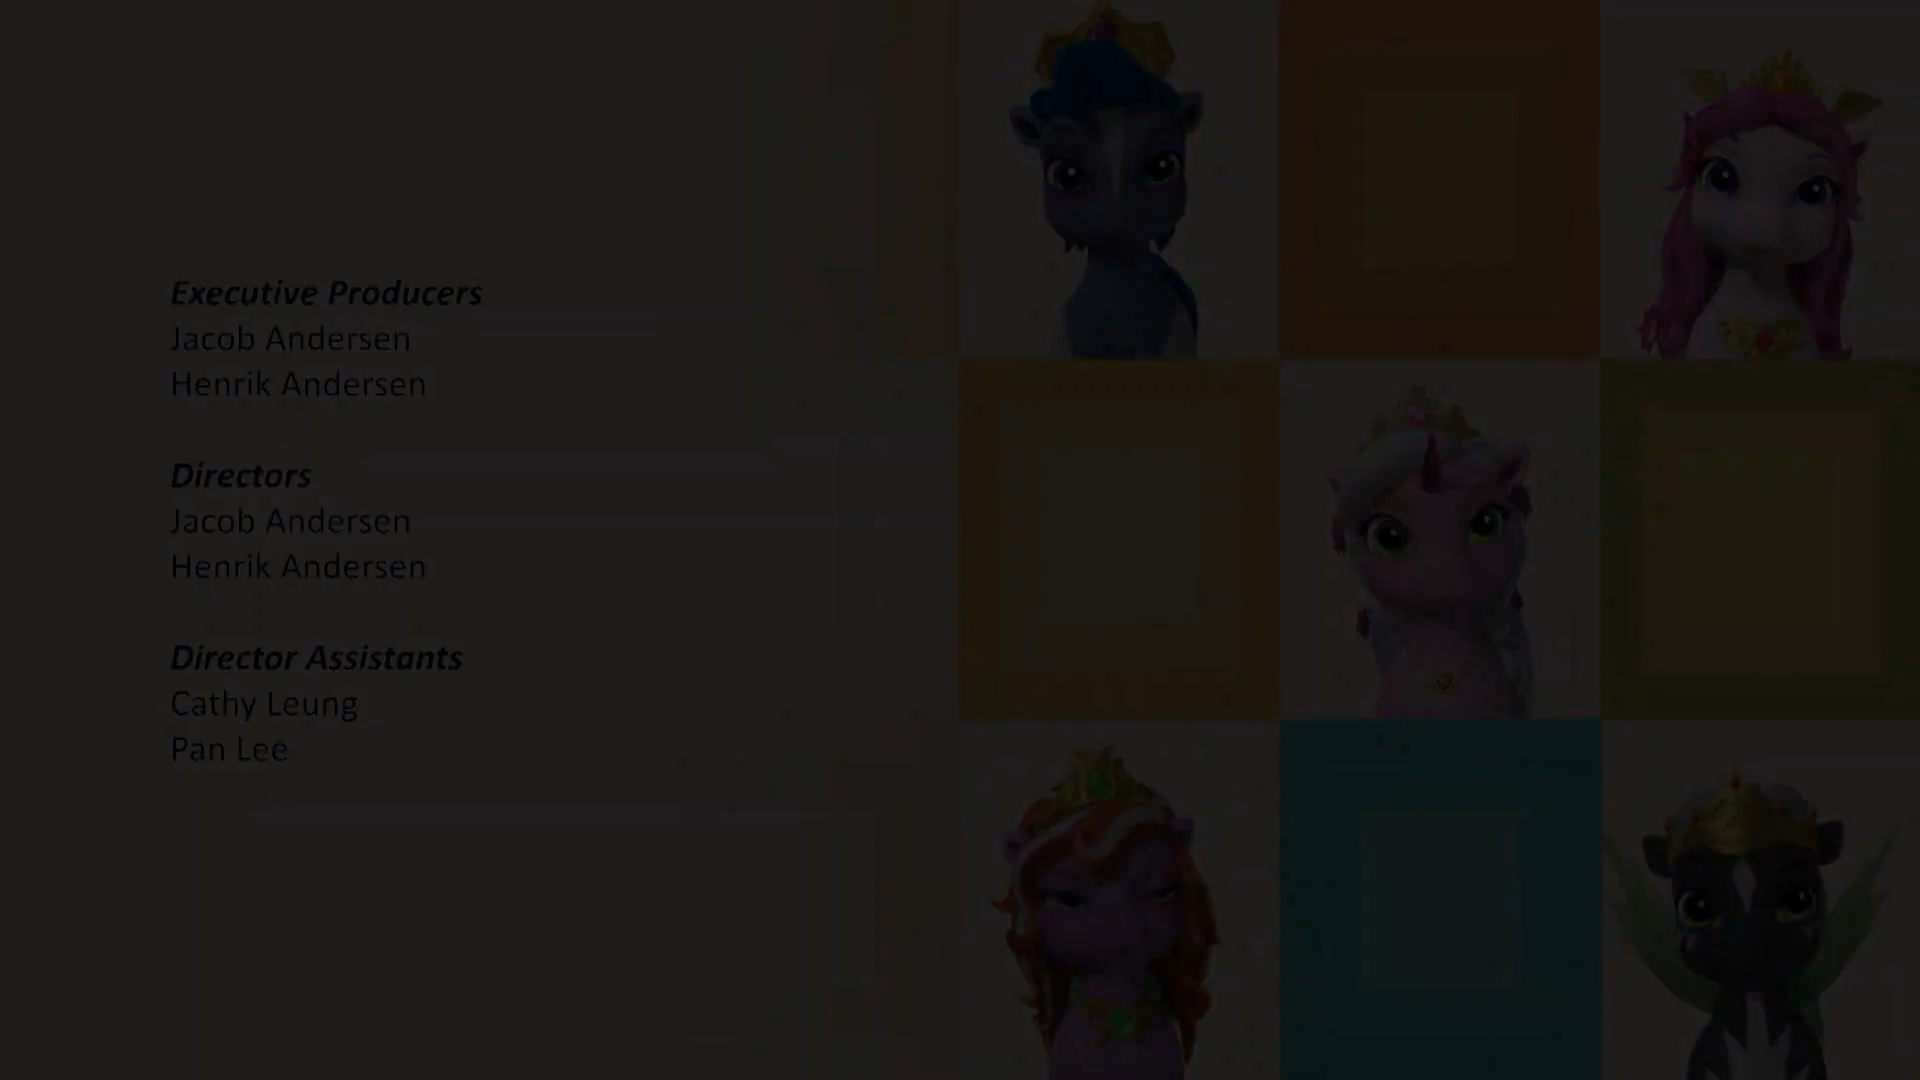 Executive Producers
Jacob Andersen
Henrik Andersen
Directors
Jacob Andersen
Henrik Andersen
Director Assistants
Cathy Leung
Pan Lee